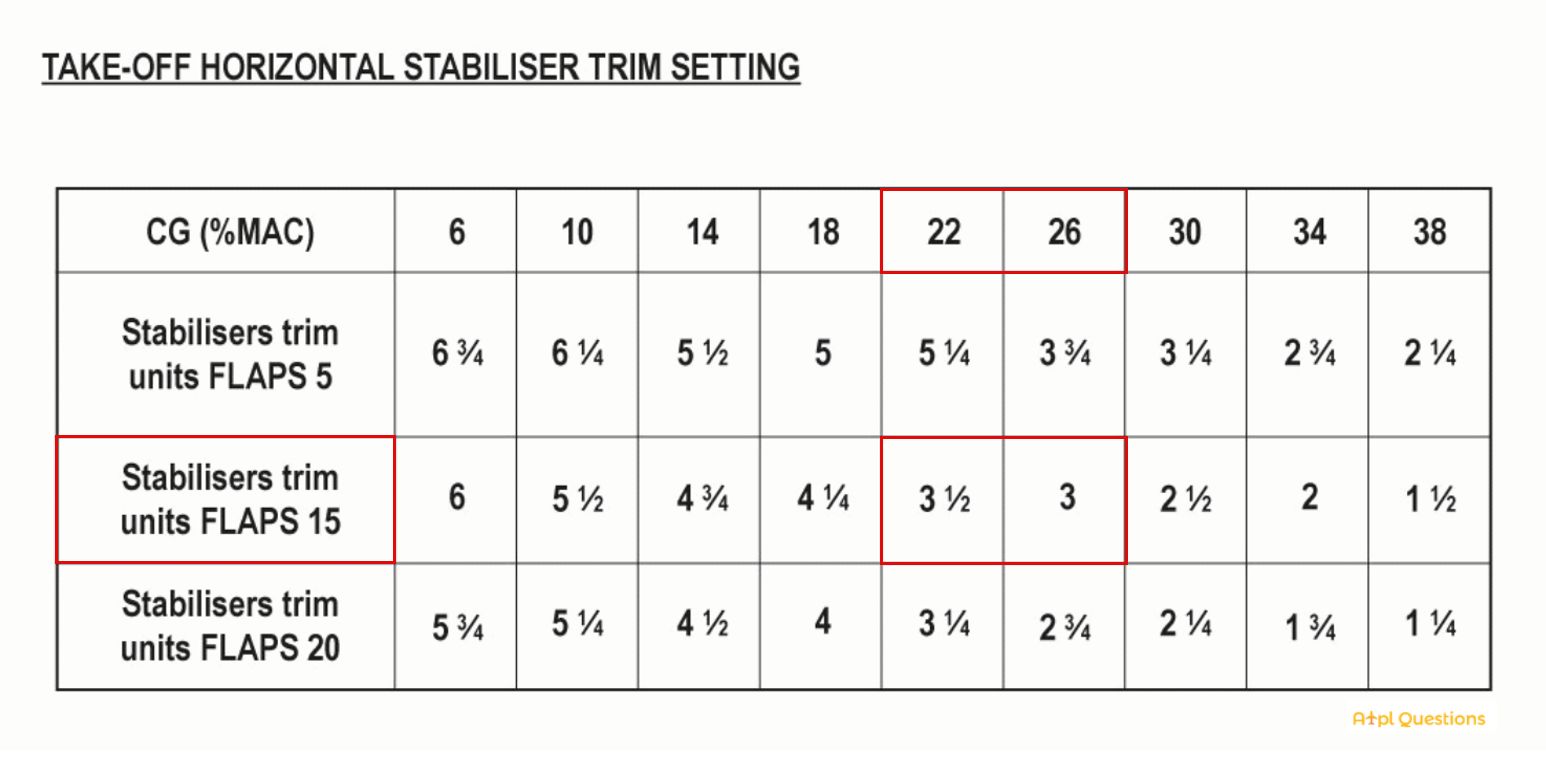 TAKE-OFF HORIZONTAL STABILISER TRIM SETTING
CG (%MAC) 6 10 14 18 22 26 30 34 38
Stabilisers trim
units FLAPS 5 6 ¾ 6 ¼ 5 ½ 5 5 ¼ 3 ¾ 3 ¼ 2 ¾ 2 ¼
Stabilisers trim
units FLAPS 15 6 5 ½ 4 ¾ 4 ¼ 3 ½ 3 2 ½ 2 1 ½
Stabilisers trim
units FLAPS 20 5 ¾ 5 ¼ 4 ½ 4 3 ¼ 2 ¾ 2 ¼ 1 ¾ 1 ¼
Atpl Questions